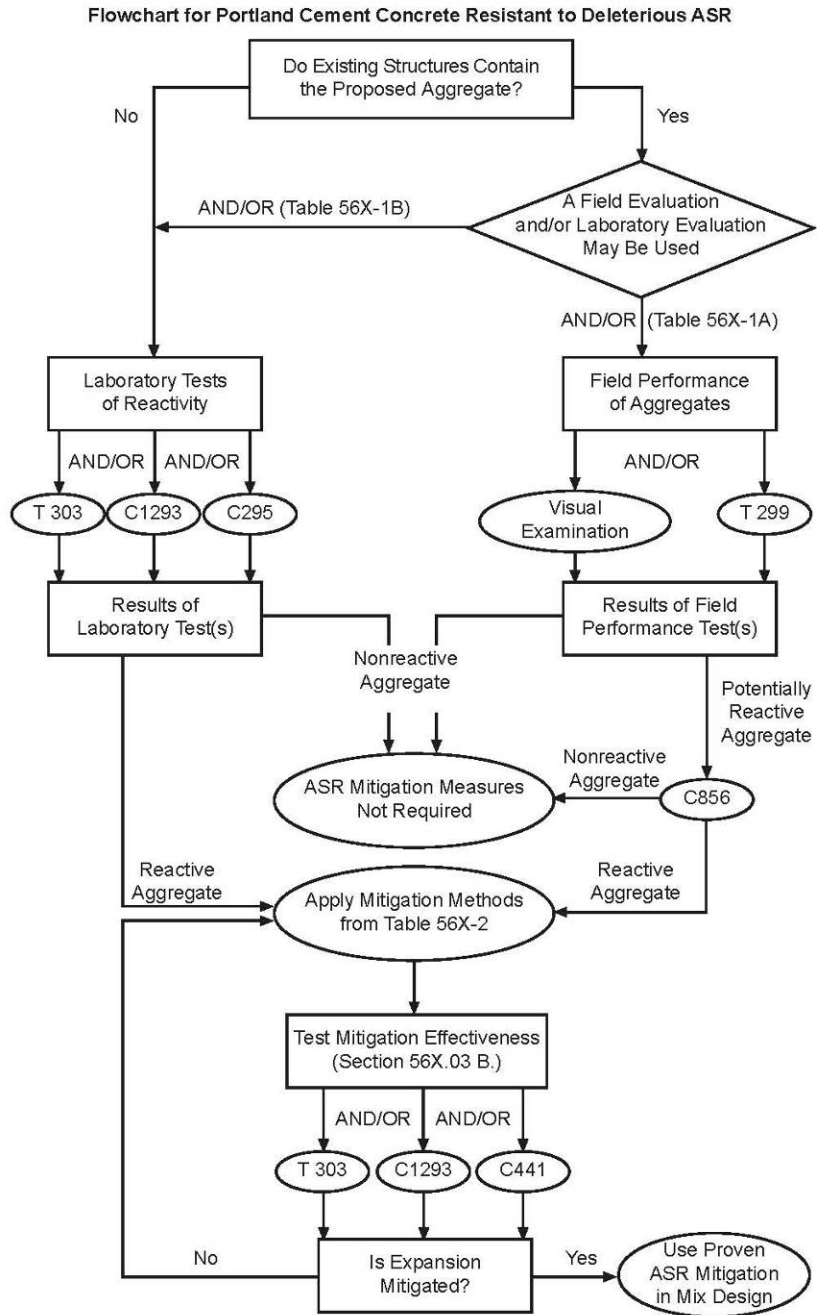 Flowchart for Portland Cement Concrete Resistant to Deleterious ASR
Do Existing Structures Contain
the Proposed Aggregate?
No
Yes
AND/OR (Table 56X-1B)
A Field Evaluation
and/or Laboratory Evaluation
May Be Used
AND/OR (Table 56X-1A)
Laboratory Tests
of Reactivity
Field Performance
of Aggregates
AND/OR AND/OR
AND/OR
T 303
C1293
C295
Visual
Examination
T 299
Results of
Laboratory Test(s)
Results of Field
Performance Test(s)
Nonreactive
Aggregate
Potentially
Reactive
Aggregate
Nonreactive
Aggregate
ASR Mitigation Measures
Not Required
C856
Reactive
Aggregate
Apply Mitigation Methods
from Table 56X-2
Reactive
Aggregate
Test Mitigation Effectiveness
(Section 56X.03 B.)
AND/OR AND/OR
T 303
C1293
C441
No
Is Expansion
Mitigated?
Yes
Use Proven
ASR Mitigation
in Mix Design